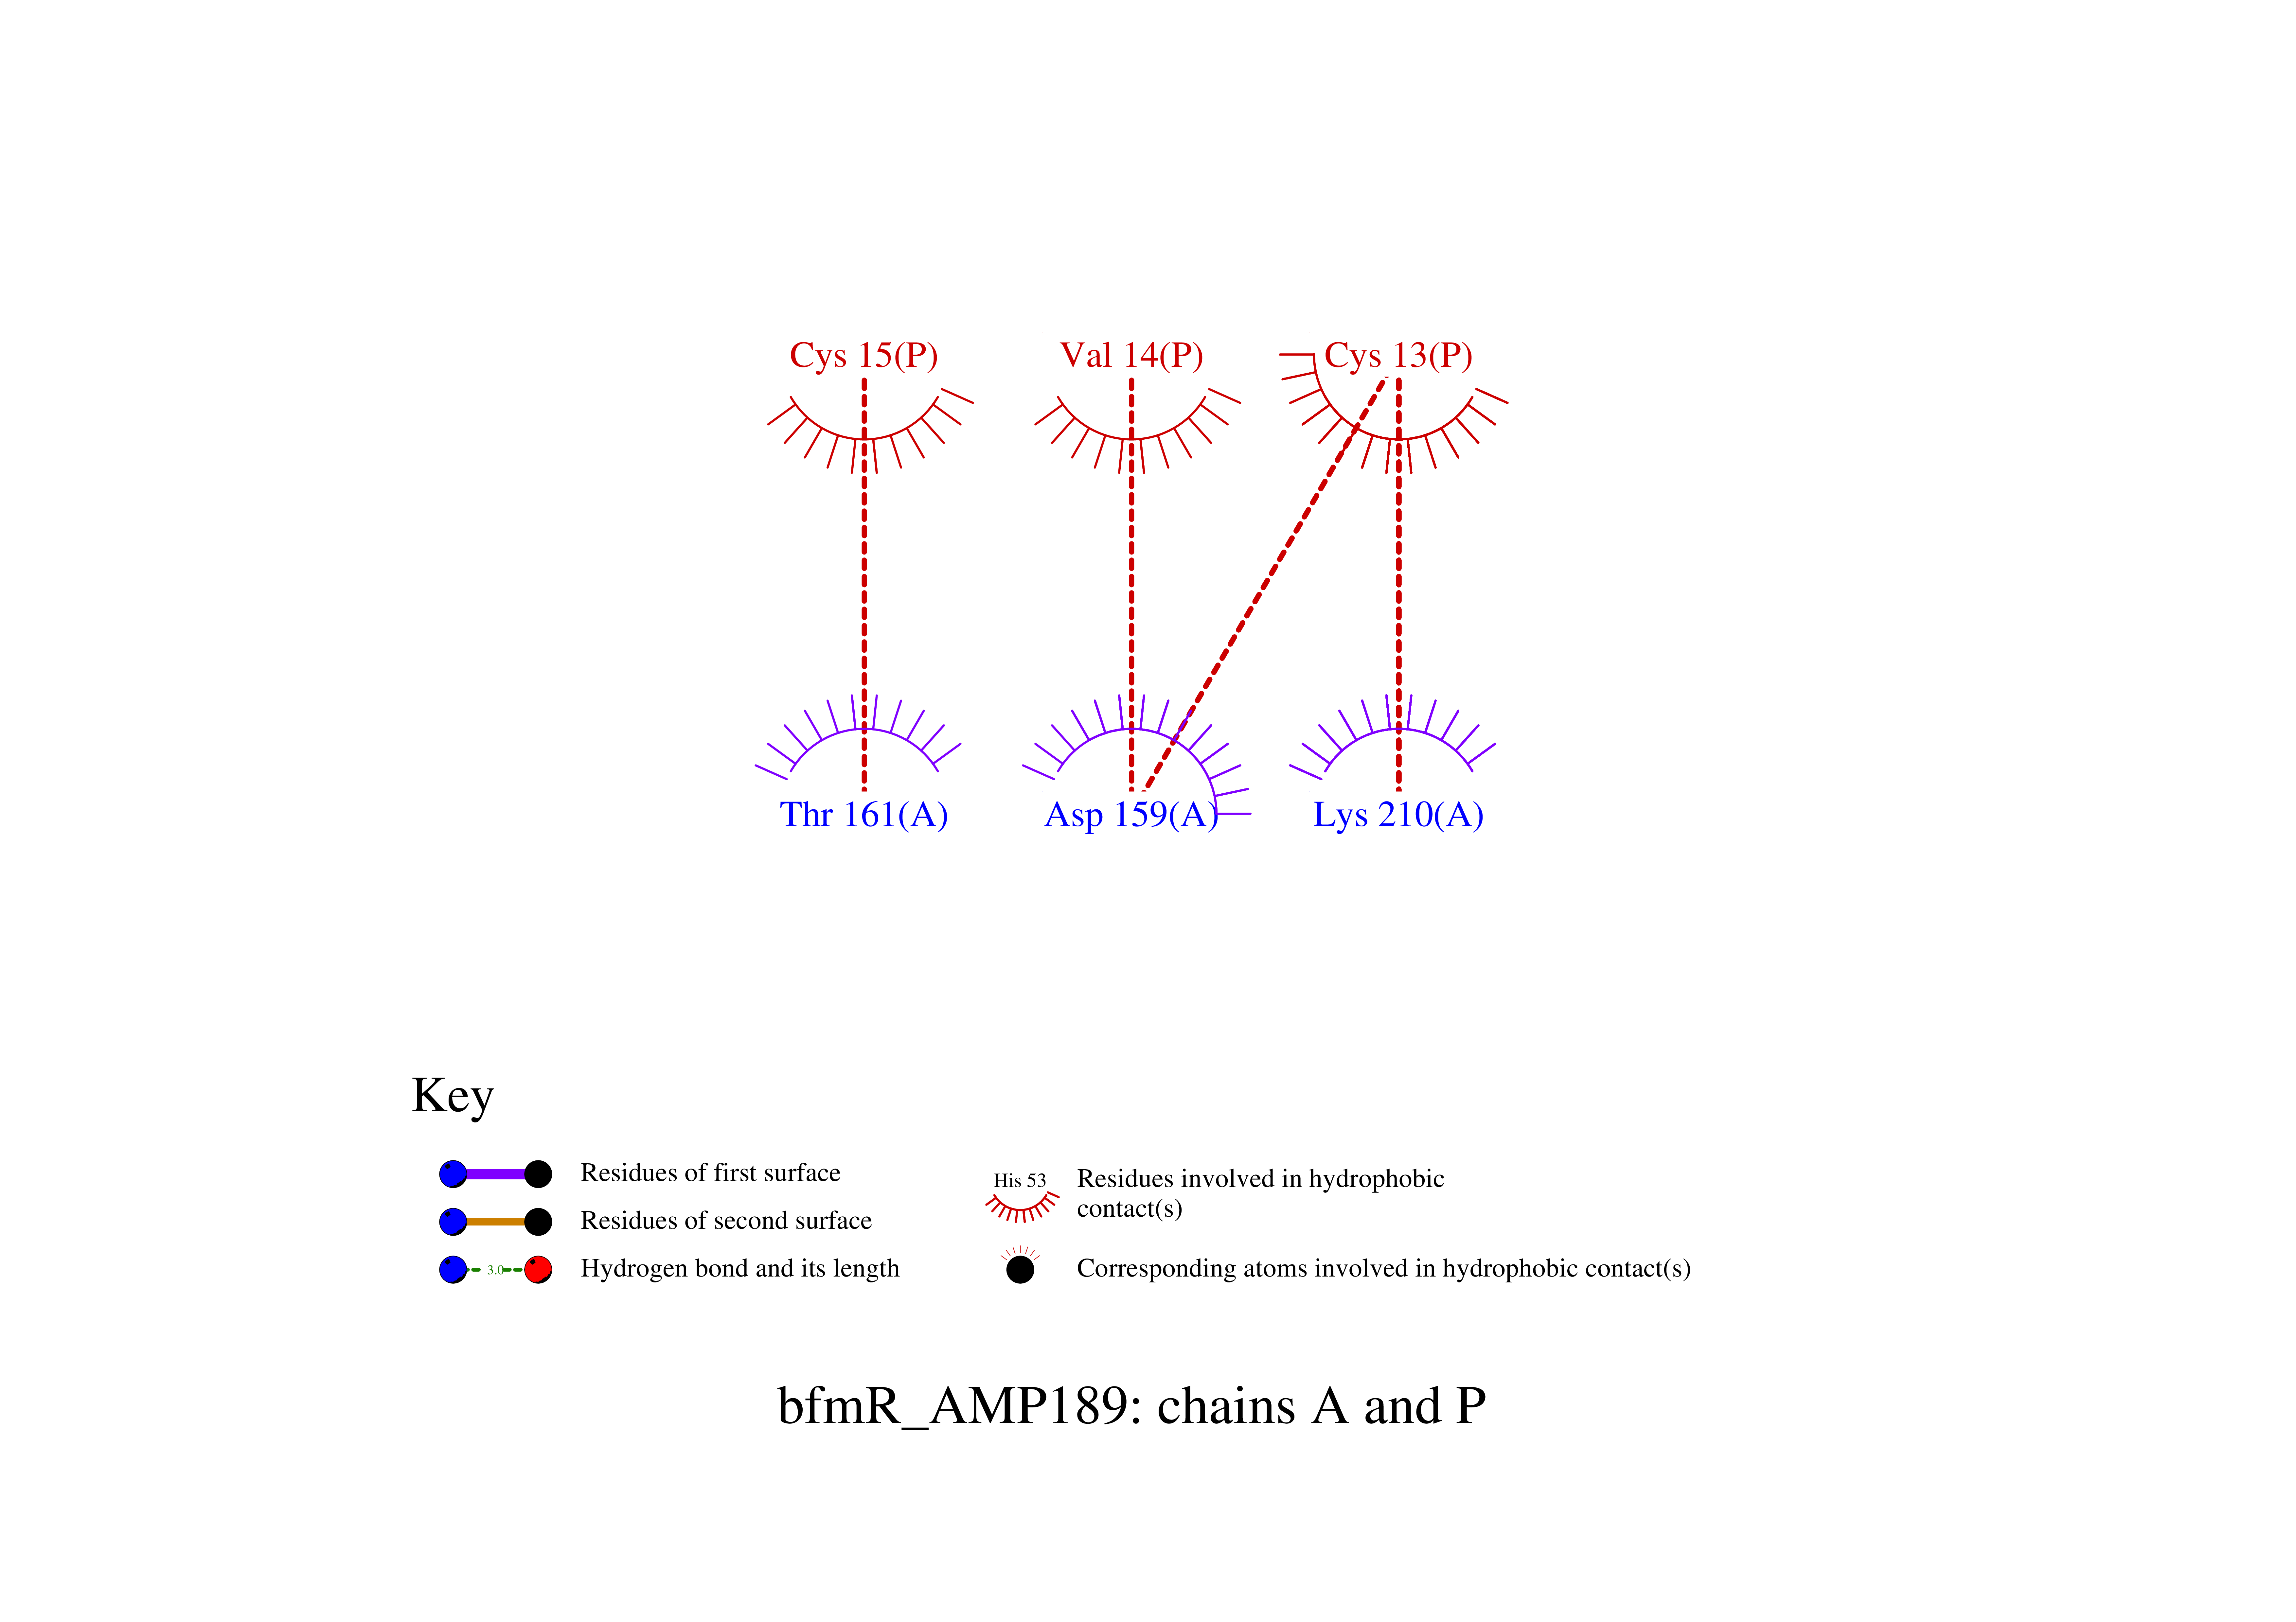 Cys 15(P) Val 14(P) Cys 13(P)
Thr 161(A) Asp 159(A) Lys 210(A)
Key
Residues of first surface
Residues of second surface
3.0 Hydrogen bond and its length
His 53 Residues involved in hydrophobic
contact(s)
Corresponding atoms involved in hydrophobic contact(s)
bfmR_AMP189: chains A and P